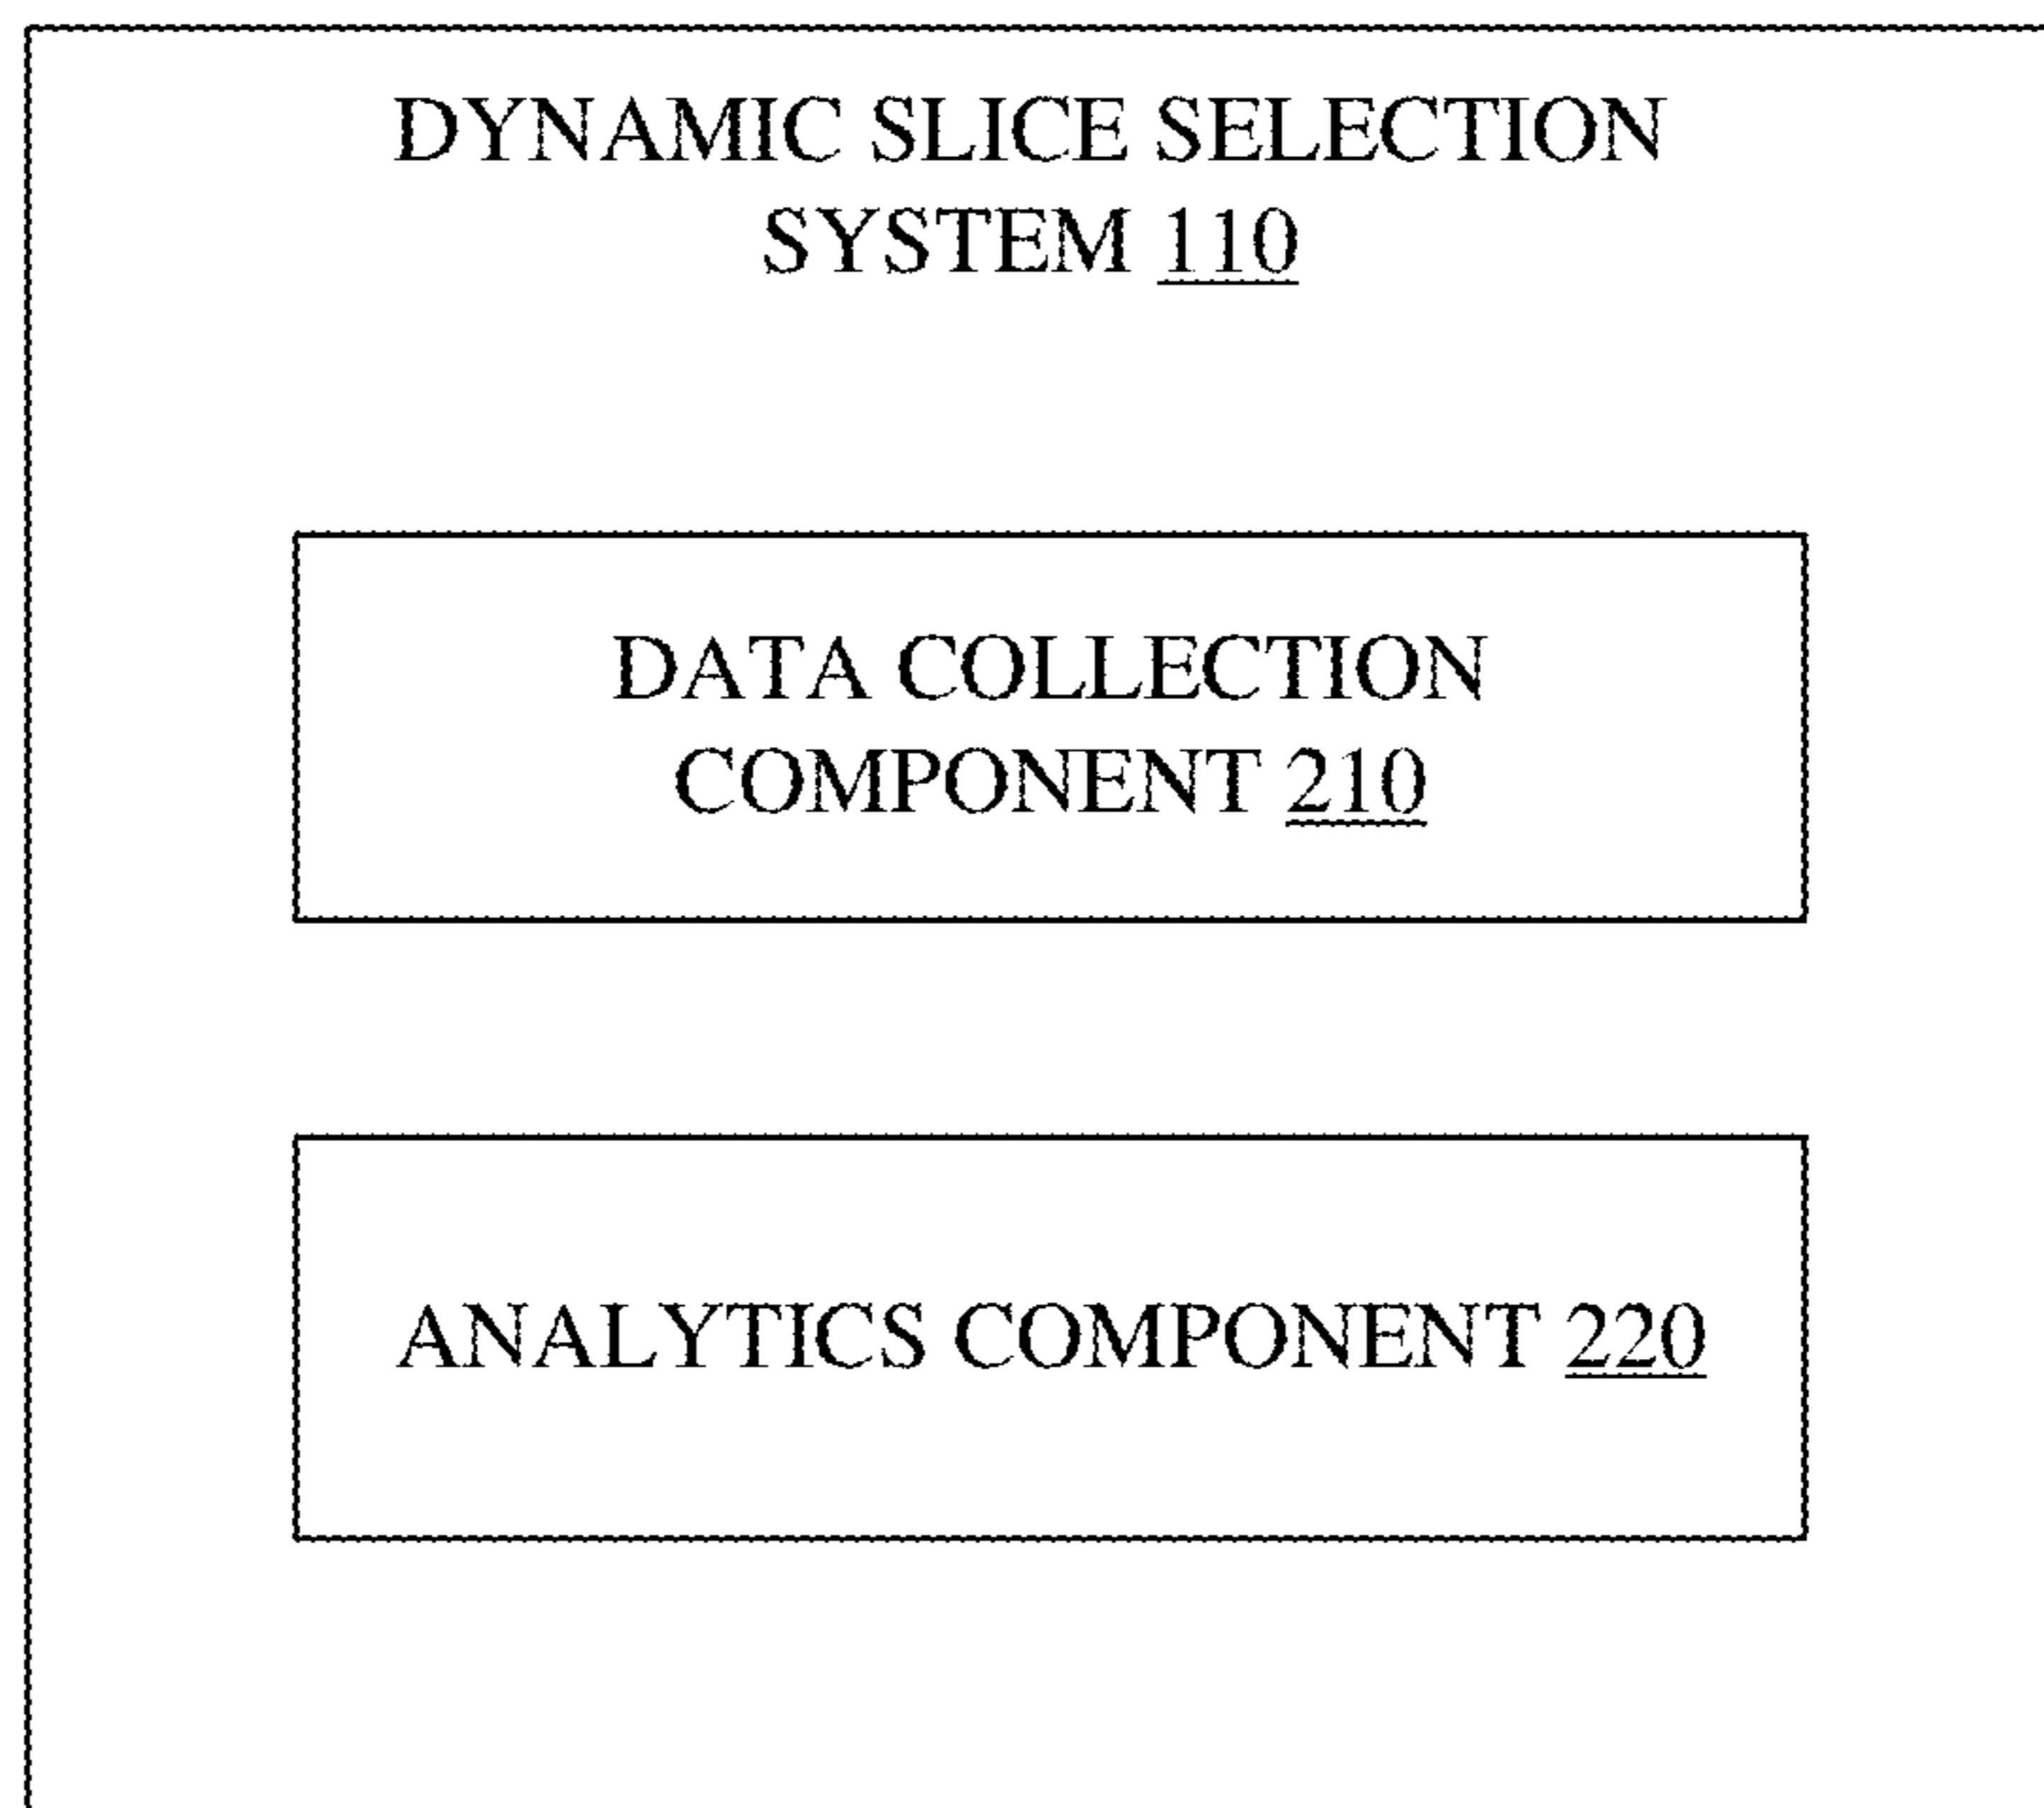 DYNAMIC SLICE SELECTION
SYSTEM 110
DATA COLLECTION
COMPONENT 210
ANALYTICS COMPONENT 220